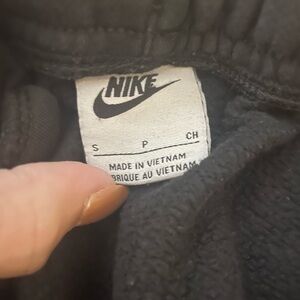 NIKE
S P CH
MADE IN VIETNAM
BRIQUE AU VIETNAM